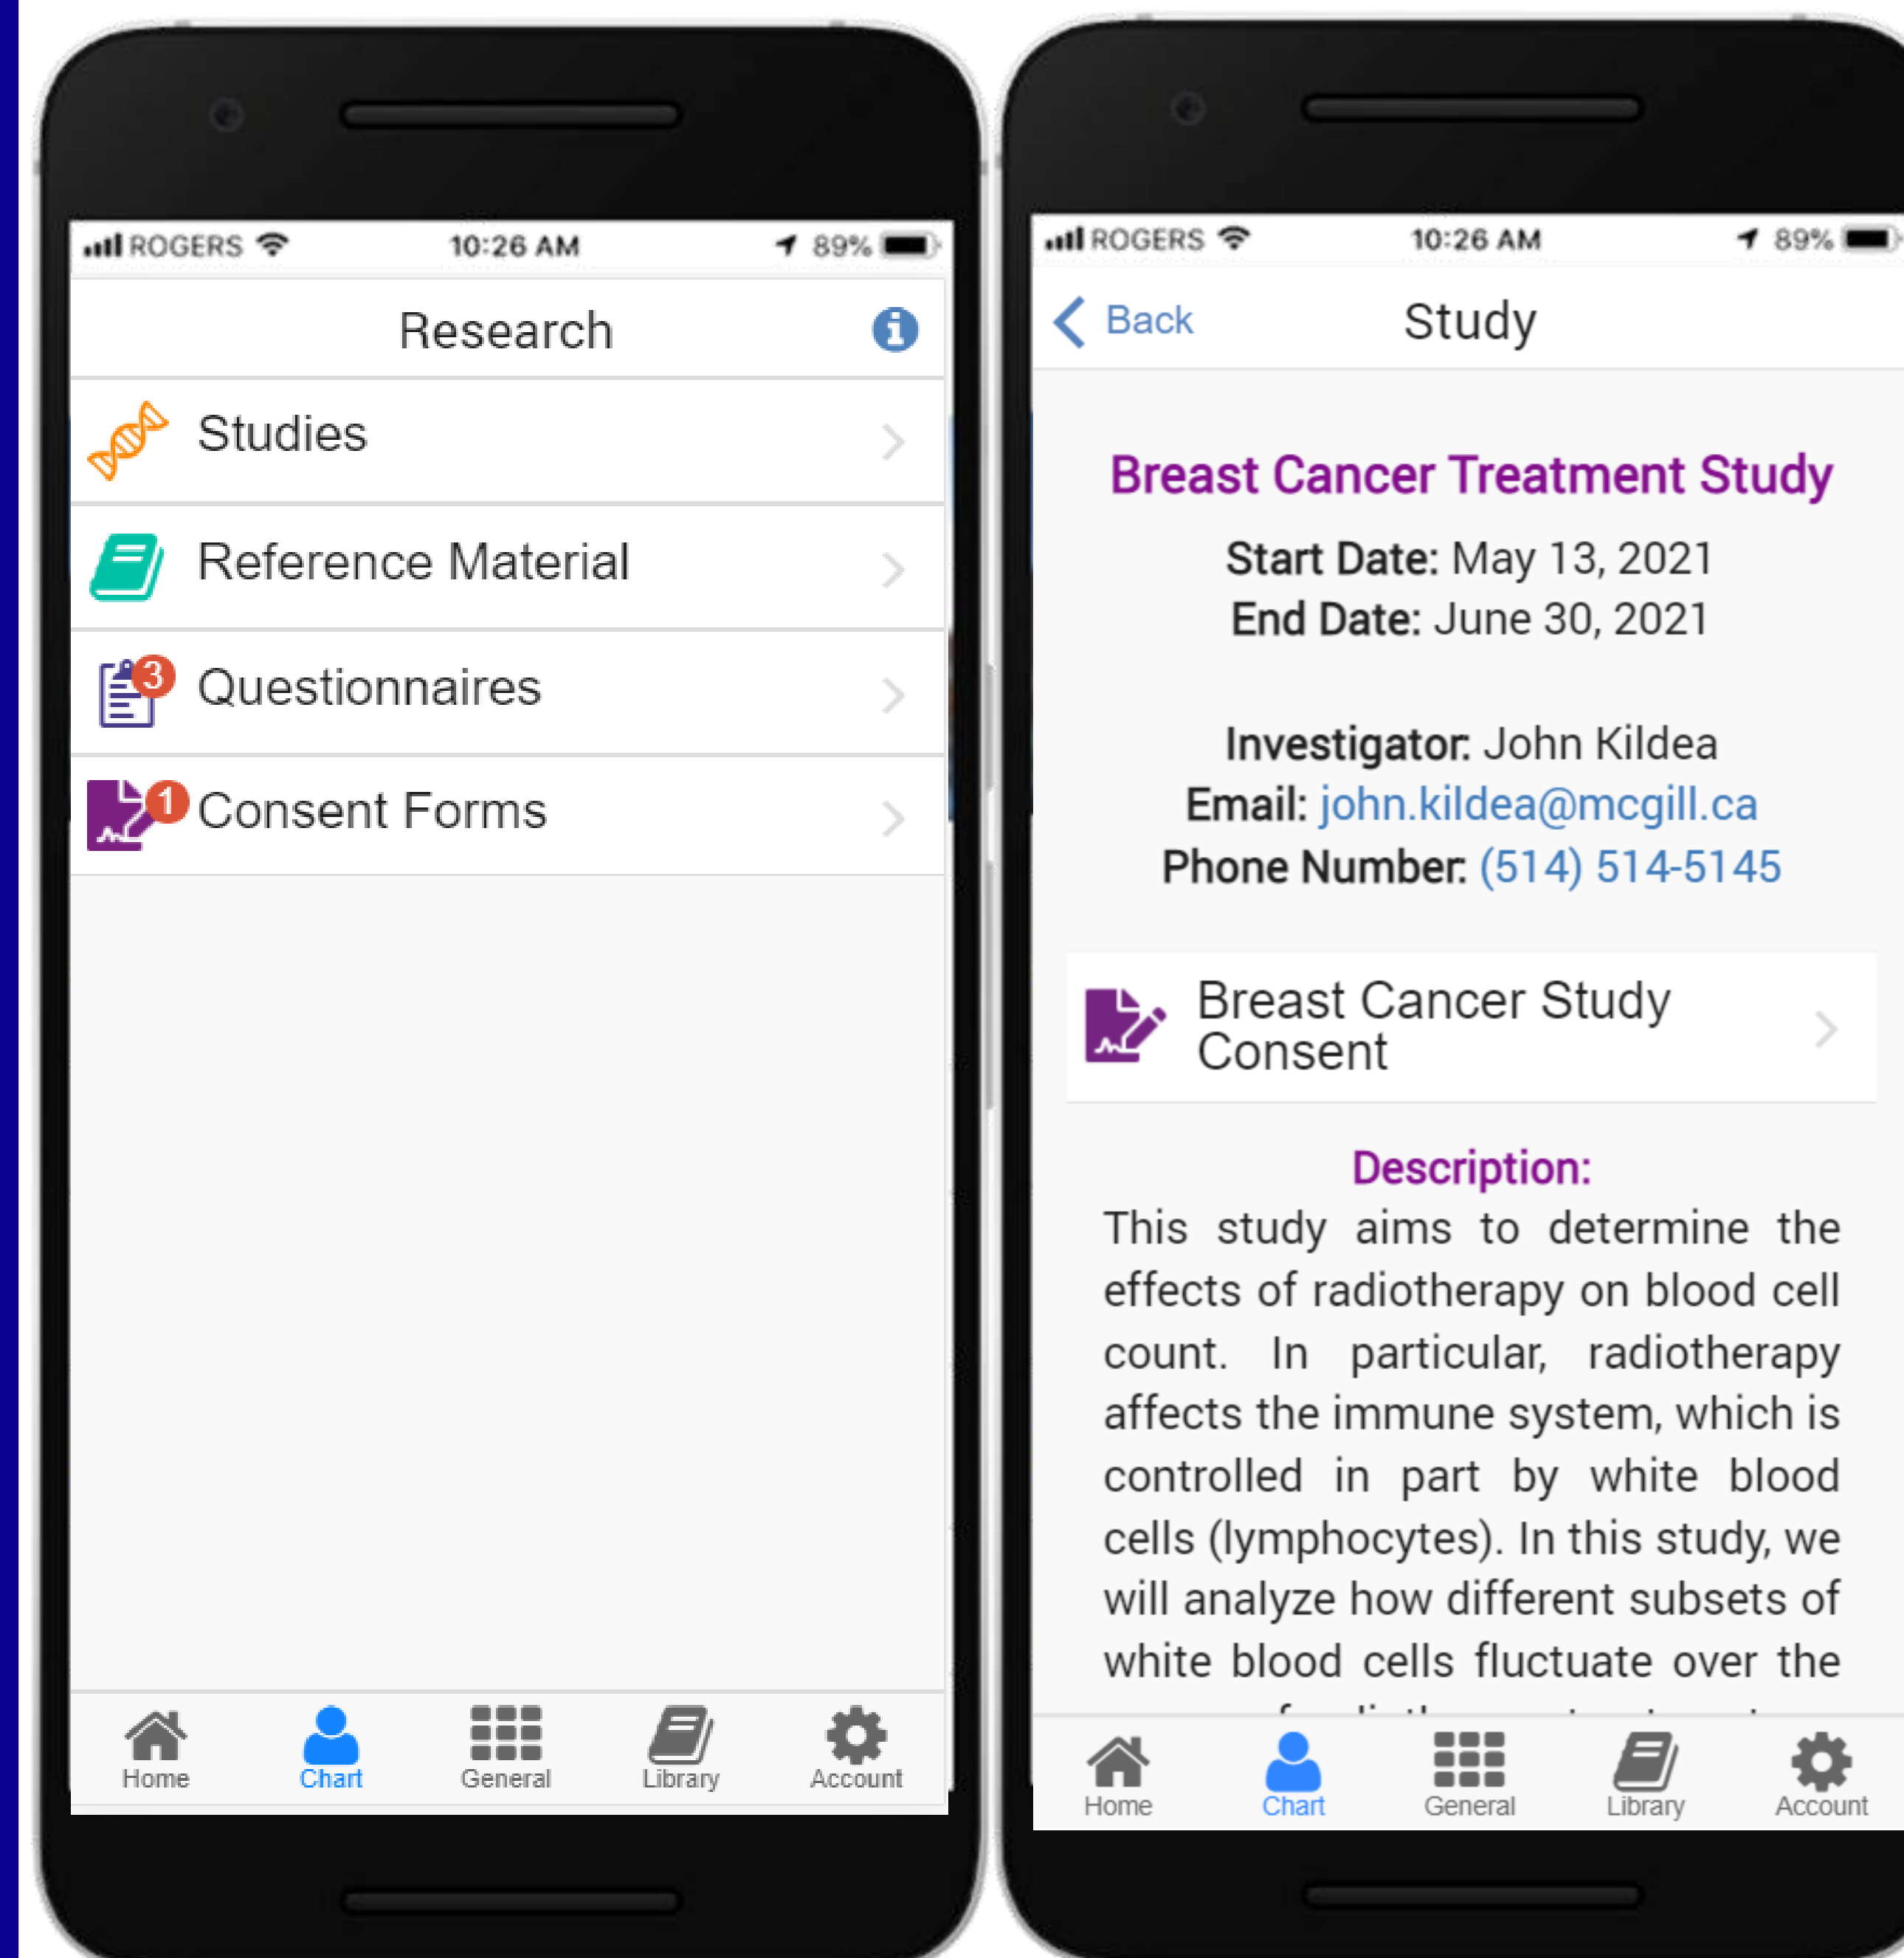 ROGERS 10:26 AM 89%
Research
Studies
Reference Material
3 Questionnaires
1 Consent Forms
Home Chart General Library Account
ROGERS 10:26 AM 89%
Back Study
Breast Cancer Treatment Study
Start Date: May 13, 2021
End Date: June 30, 2021
Investigator: John Kildea
Email: john.kildea@mcgill.ca
Phone Number: (514) 514-5145
Breast Cancer Study
Consent
Description:
This study aims to determine the
effects of radiotherapy on blood cell
count. In particular, radiotherapy
affects the immune system, which is
controlled in part by white blood
cells (lymphocytes). In this study, we
will analyze how different subsets of
white blood cells fluctuate over the
Home Chart General Library Account